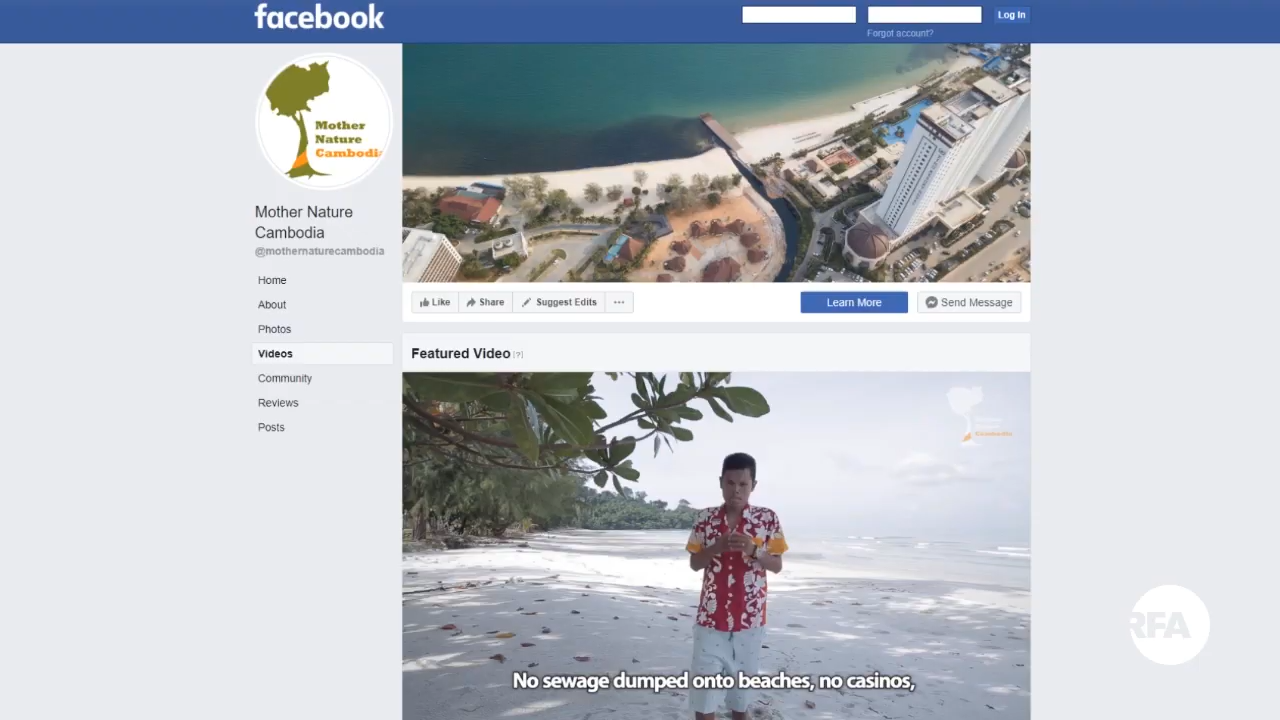 facebook
Log In
Forgot account?
Mother
Nature
Cambodia
Mother Nature
Cambodia
@mothernaturecambodia
Home
About
Photos
Videos
Community
Reviews
Posts
Like
Share
Suggest Edits
Learn More
Send Message
Featured Video [?]
Cambodia
No sewage dumped onto beaches, no casinos,
RFA